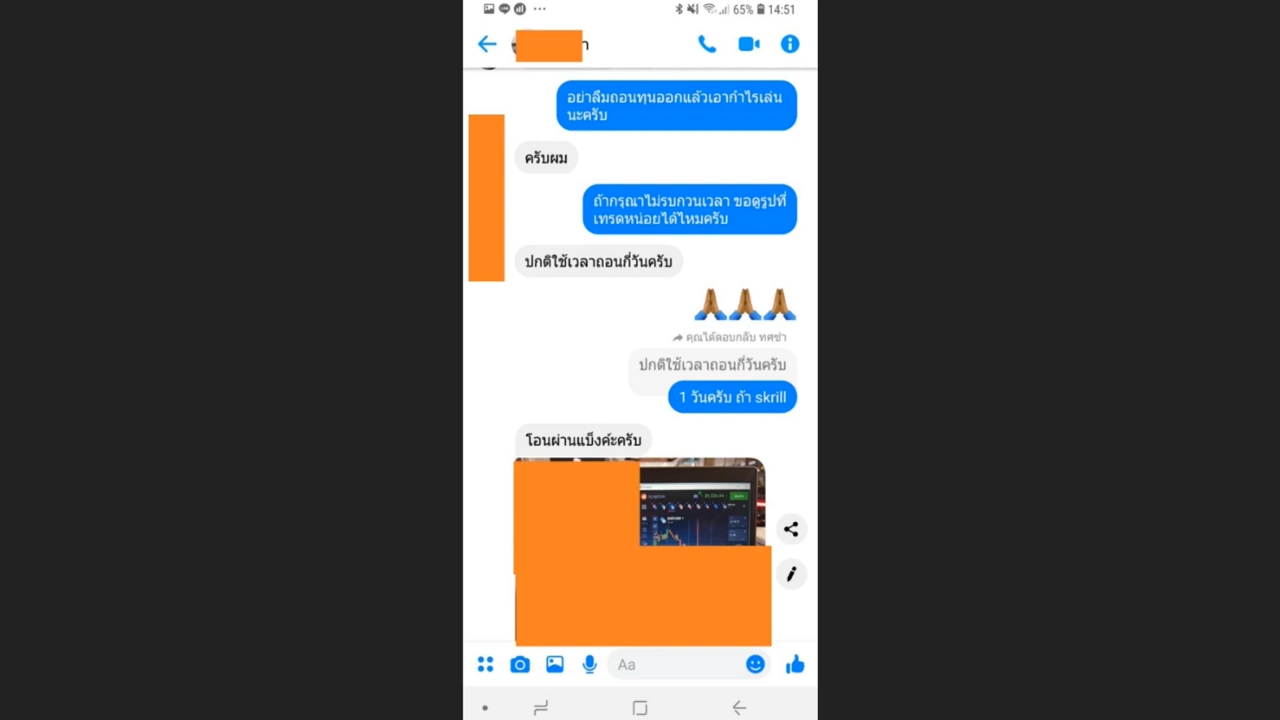 65% 14:51
n
อย่าลืมถอนทุนออกแล้วเอากำไรเล่น
นะครับ
ครับผม
ถ้ากรุณาไม่รบกวนเวลา ขอดูรูปที่
เทรดหน่อยได้ไหมครับ
ปกติใช้เวลาถอนกี่วันครับ
คุณได้ตอบกลับ ทศซ่า
ปกติใช้เวลาถอนกี่วันครับ
1 วันครับ ถ้า skrill
โอนผ่านแบ็งค์ะครับ
Aa